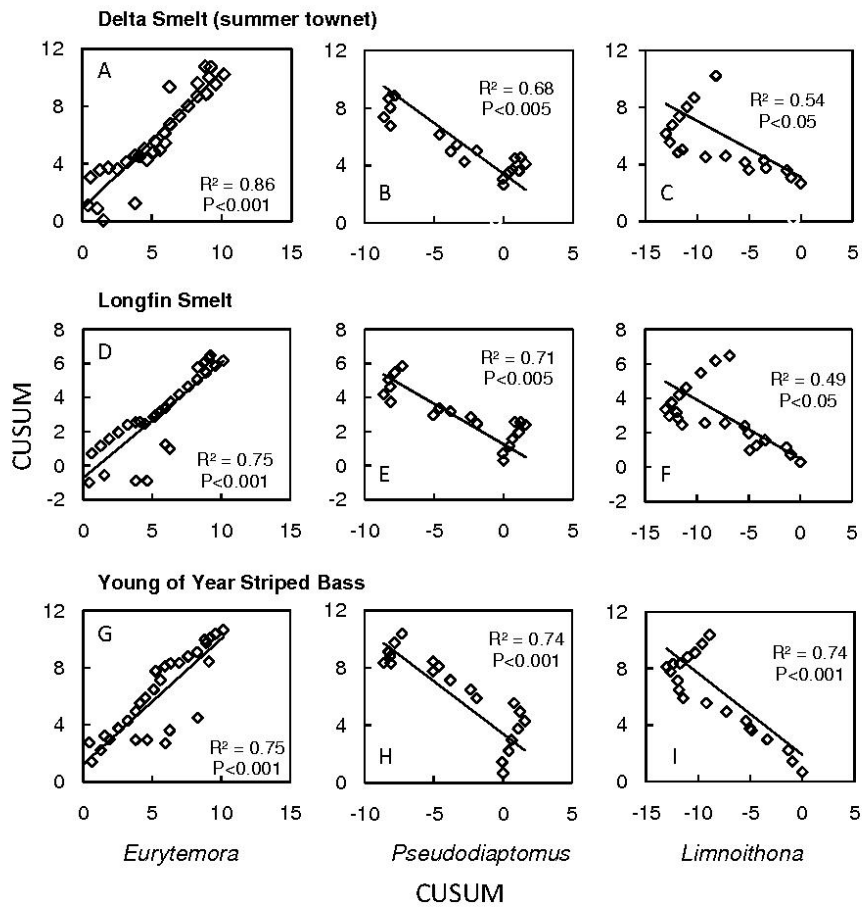 Delta Smelt (summer townet)
12
8
4
0
A
R² = 0.86
P<0.001
0 5 10 15
12
8
4
0
R² = 0.68
P<0.005
B
-10 -5 0 5
12
8
4
0
R² = 0.54
P<0.05
C
-15 -10 -5 0 5
Longfin Smelt
CUSUM
8
6
4
2
0
-2
D
R² = 0.75
P<0.001
0 5 10 15
8
6
4
2
0
-2
R² = 0.71
P<0.005
E
-10 -5 0 5
8
6
4
2
0
-2
R² = 0.49
P<0.05
F
-15 -10 -5 0 5
Young of Year Striped Bass
12
8
4
0
G
R² = 0.75
P<0.001
0 5 10 15
Eurytemora
12
8
4
0
R² = 0.74
P<0.001
H
-10 -5 0 5
Pseudodiaptomus
12
8
4
0
R² = 0.74
P<0.001
I
-15 -10 -5 0 5
Limnoithona
CUSUM